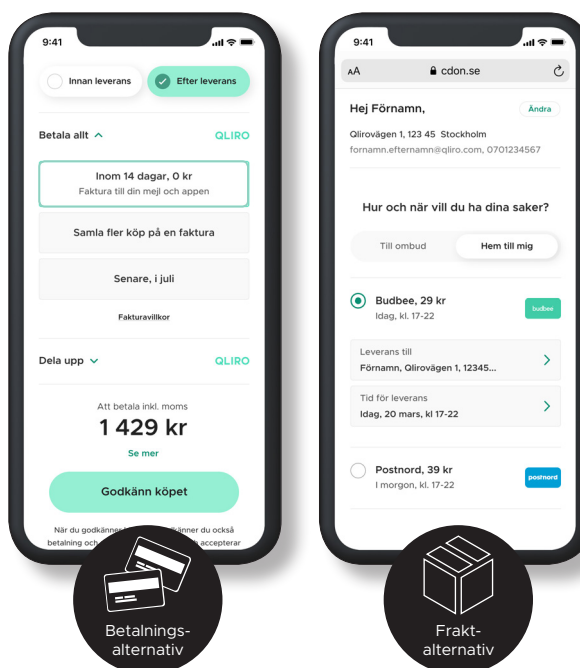 9:41
Innan leverans
Efter leverans
Betala allt
QLIRO
Inom 14 dagar, 0 kr
Faktura till din mejl och appen
Samla fler köp på en faktura
Senare, i juli
Fakturavillkor
Dela upp
QLIRO
Att betala inkl. moms
1 429 kr
Se mer
Godkänn köpet
När du godkänner känner du också
betalning och accepterar
Betalnings-
alternativ
9:41
AA
cdon.se
Hej Förnamn,
Ändra
Qlirovägen 1, 123 45 Stockholm
fornamn.efternamn@qliro.com, 0701234567
Hur och när vill du ha dina saker?
Till ombud
Hem till mig
Budbee, 29 kr
Idag, kl. 17-22
budbee
Leverans till
Förnamn, Qlirovägen 1, 12345...
Tid för leverans
Idag, 20 mars, kl 17-22
Postnord, 39 kr
I morgon, kl. 17-22
postnord
Frakt-
alternativ